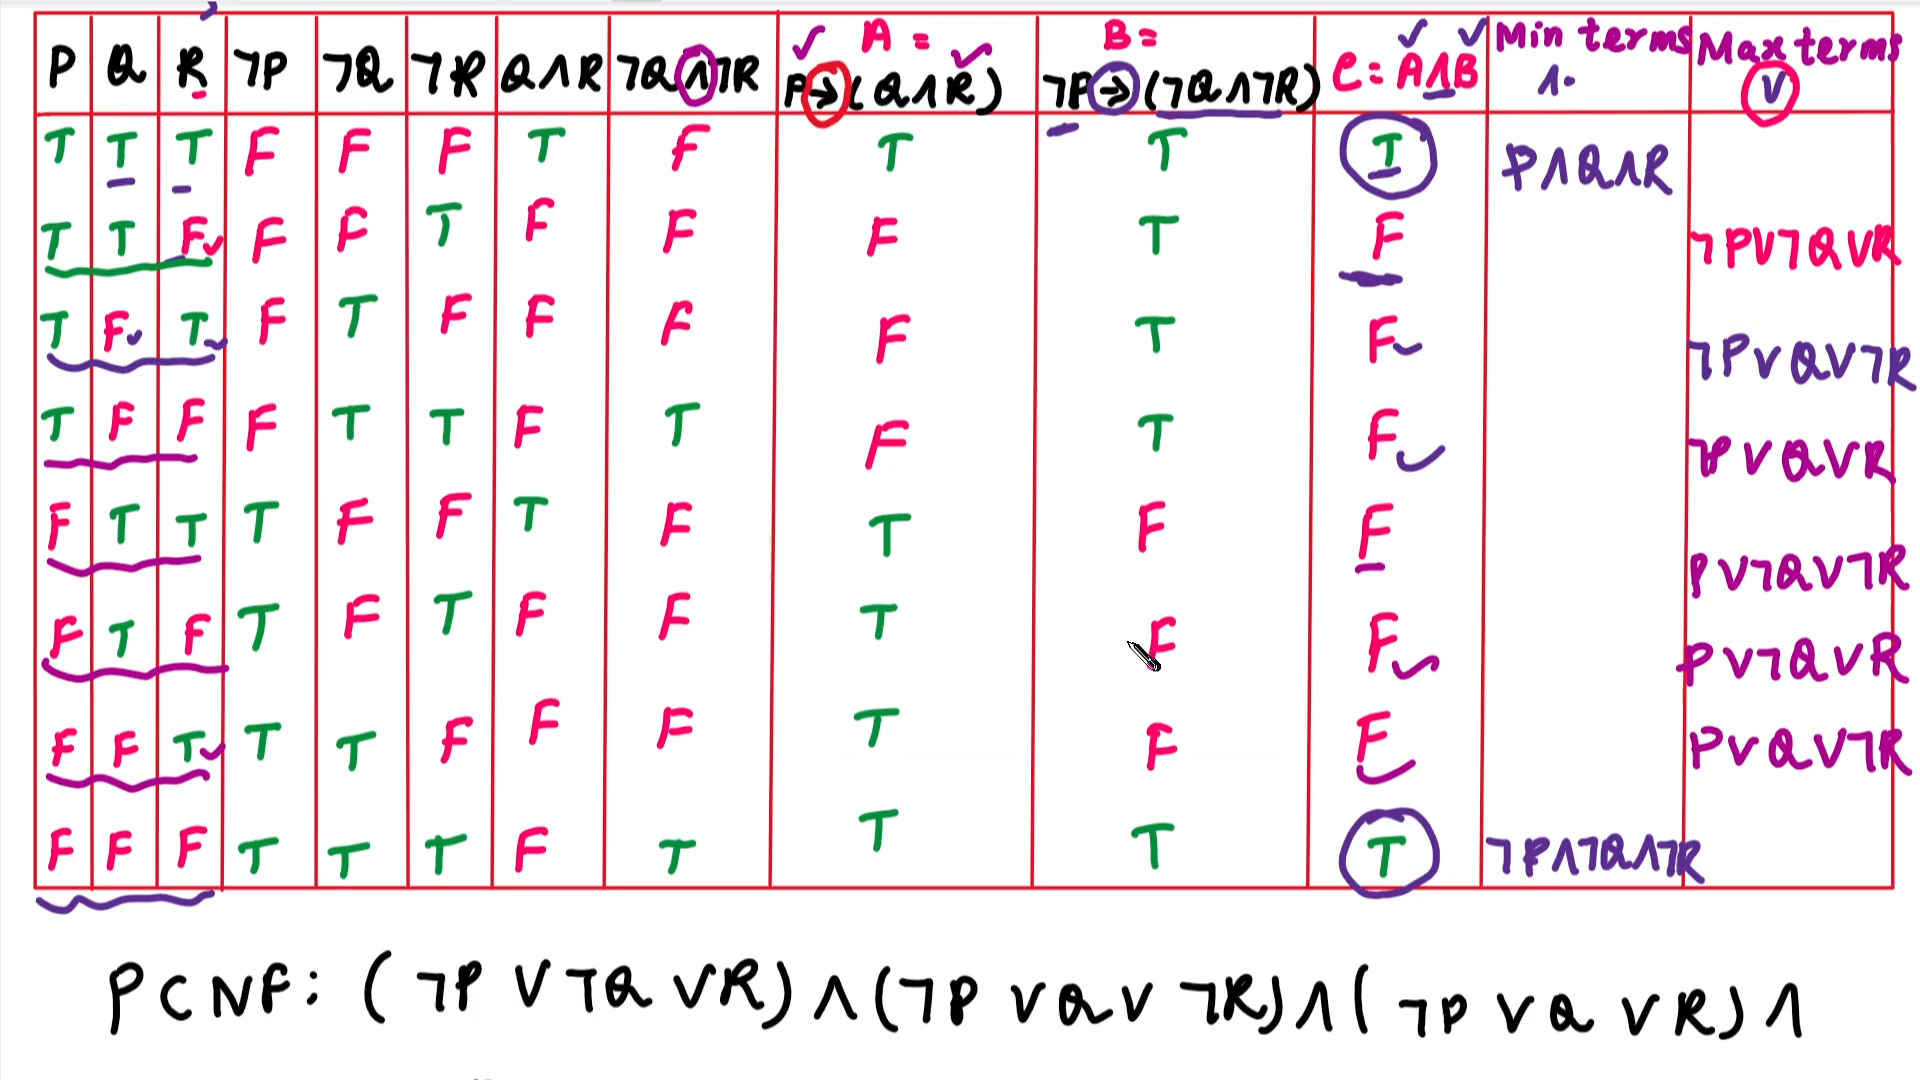 P Q R ¬P ¬Q ¬R Q∧R ¬Q∧¬R A = P→(Q∧R) B = ¬P→(¬Q∧¬R) C = A∧B Min terms ∧. Max terms ∨
T T T F F F T F T T T P∧Q∧R
T T F F F T F F F T F ¬P∨¬Q∨R
T F T F T F F F F T F ¬P∨Q∨¬R
T F F F T T F T F T F ¬P∨Q∨R
F T T T F F T F T F F P∨¬Q∨¬R
F T F T F T F F T F F P∨¬Q∨R
F F T T T F F F T F F P∨Q∨¬R
F F F T T T F T T T T ¬P∧¬Q∧¬R
PCNF: (¬P∨¬Q∨R)∧(¬P∨Q∨¬R)∧(¬P∨Q∨R)∧